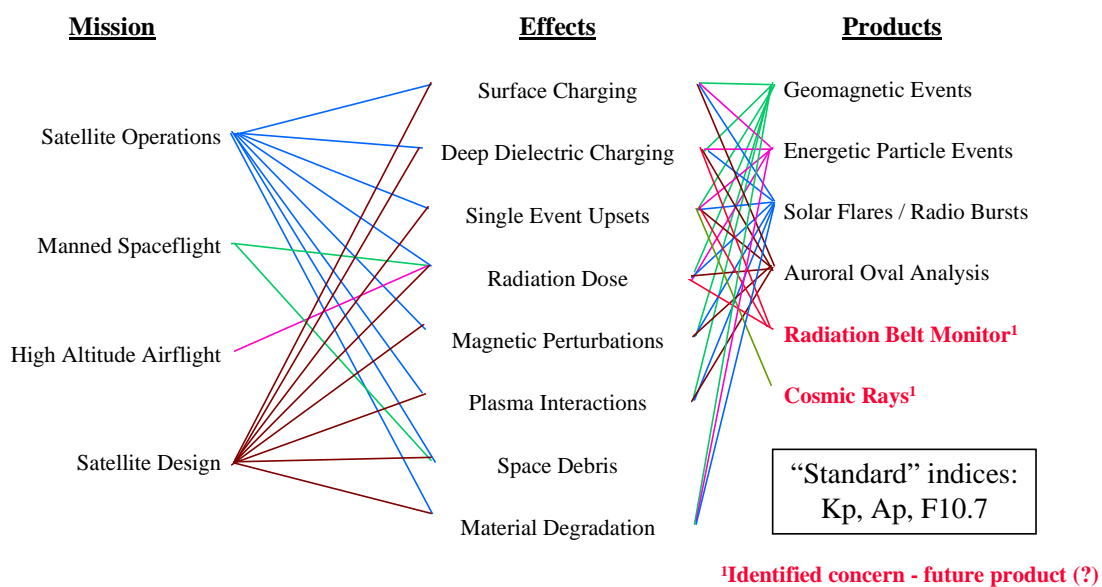 Mission
Effects
Products
Surface Charging
Geomagnetic Events
Satellite Operations
Deep Dielectric Charging
Energetic Particle Events
Single Event Upsets
Solar Flares / Radio Bursts
Manned Spaceflight
Radiation Dose
Auroral Oval Analysis
High Altitude Airflight
Magnetic Perturbations
Radiation Belt Monitor¹
Plasma Interactions
Cosmic Rays¹
Satellite Design
Space Debris
Material Degradation
“Standard” indices:
Kp, Ap, F10.7
¹Identified concern - future product (?)